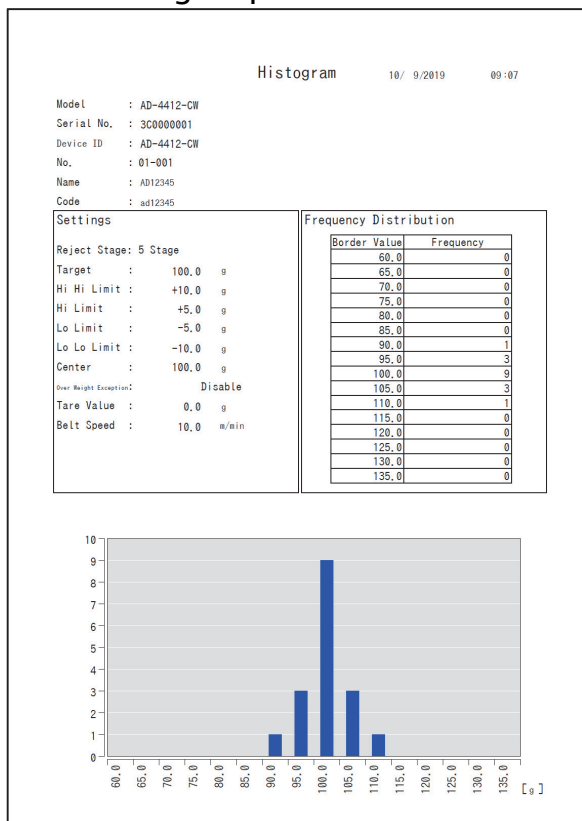 Histogram 10/ 9/2019 09:07
Model : AD-4412-CW
Serial No. : 3C0000001
Device ID : AD-4412-CW
No. : 01-001
Name : AD12345
Code : ad12345
Settings
Reject Stage: 5 Stage
Target : 100.0 g
Hi Hi Limit : +10.0 g
Hi Limit : +5.0 g
Lo Limit : -5.0 g
Lo Lo Limit : -10.0 g
Center : 100.0 g
Over Weight Exception: Disable
Tare Value : 0.0 g
Belt Speed : 10.0 m/min
Frequency Distribution
Border Value Frequency
60.0 0
65.0 0
70.0 0
75.0 0
80.0 0
85.0 0
90.0 1
95.0 3
100.0 9
105.0 3
110.0 1
115.0 0
120.0 0
125.0 0
130.0 0
135.0 0
10
9
8
7
6
5
4
3
2
1
0
60.0 65.0 70.0 75.0 80.0 85.0 90.0 95.0 100.0 105.0 110.0 115.0 120.0 125.0 130.0 135.0 [g]